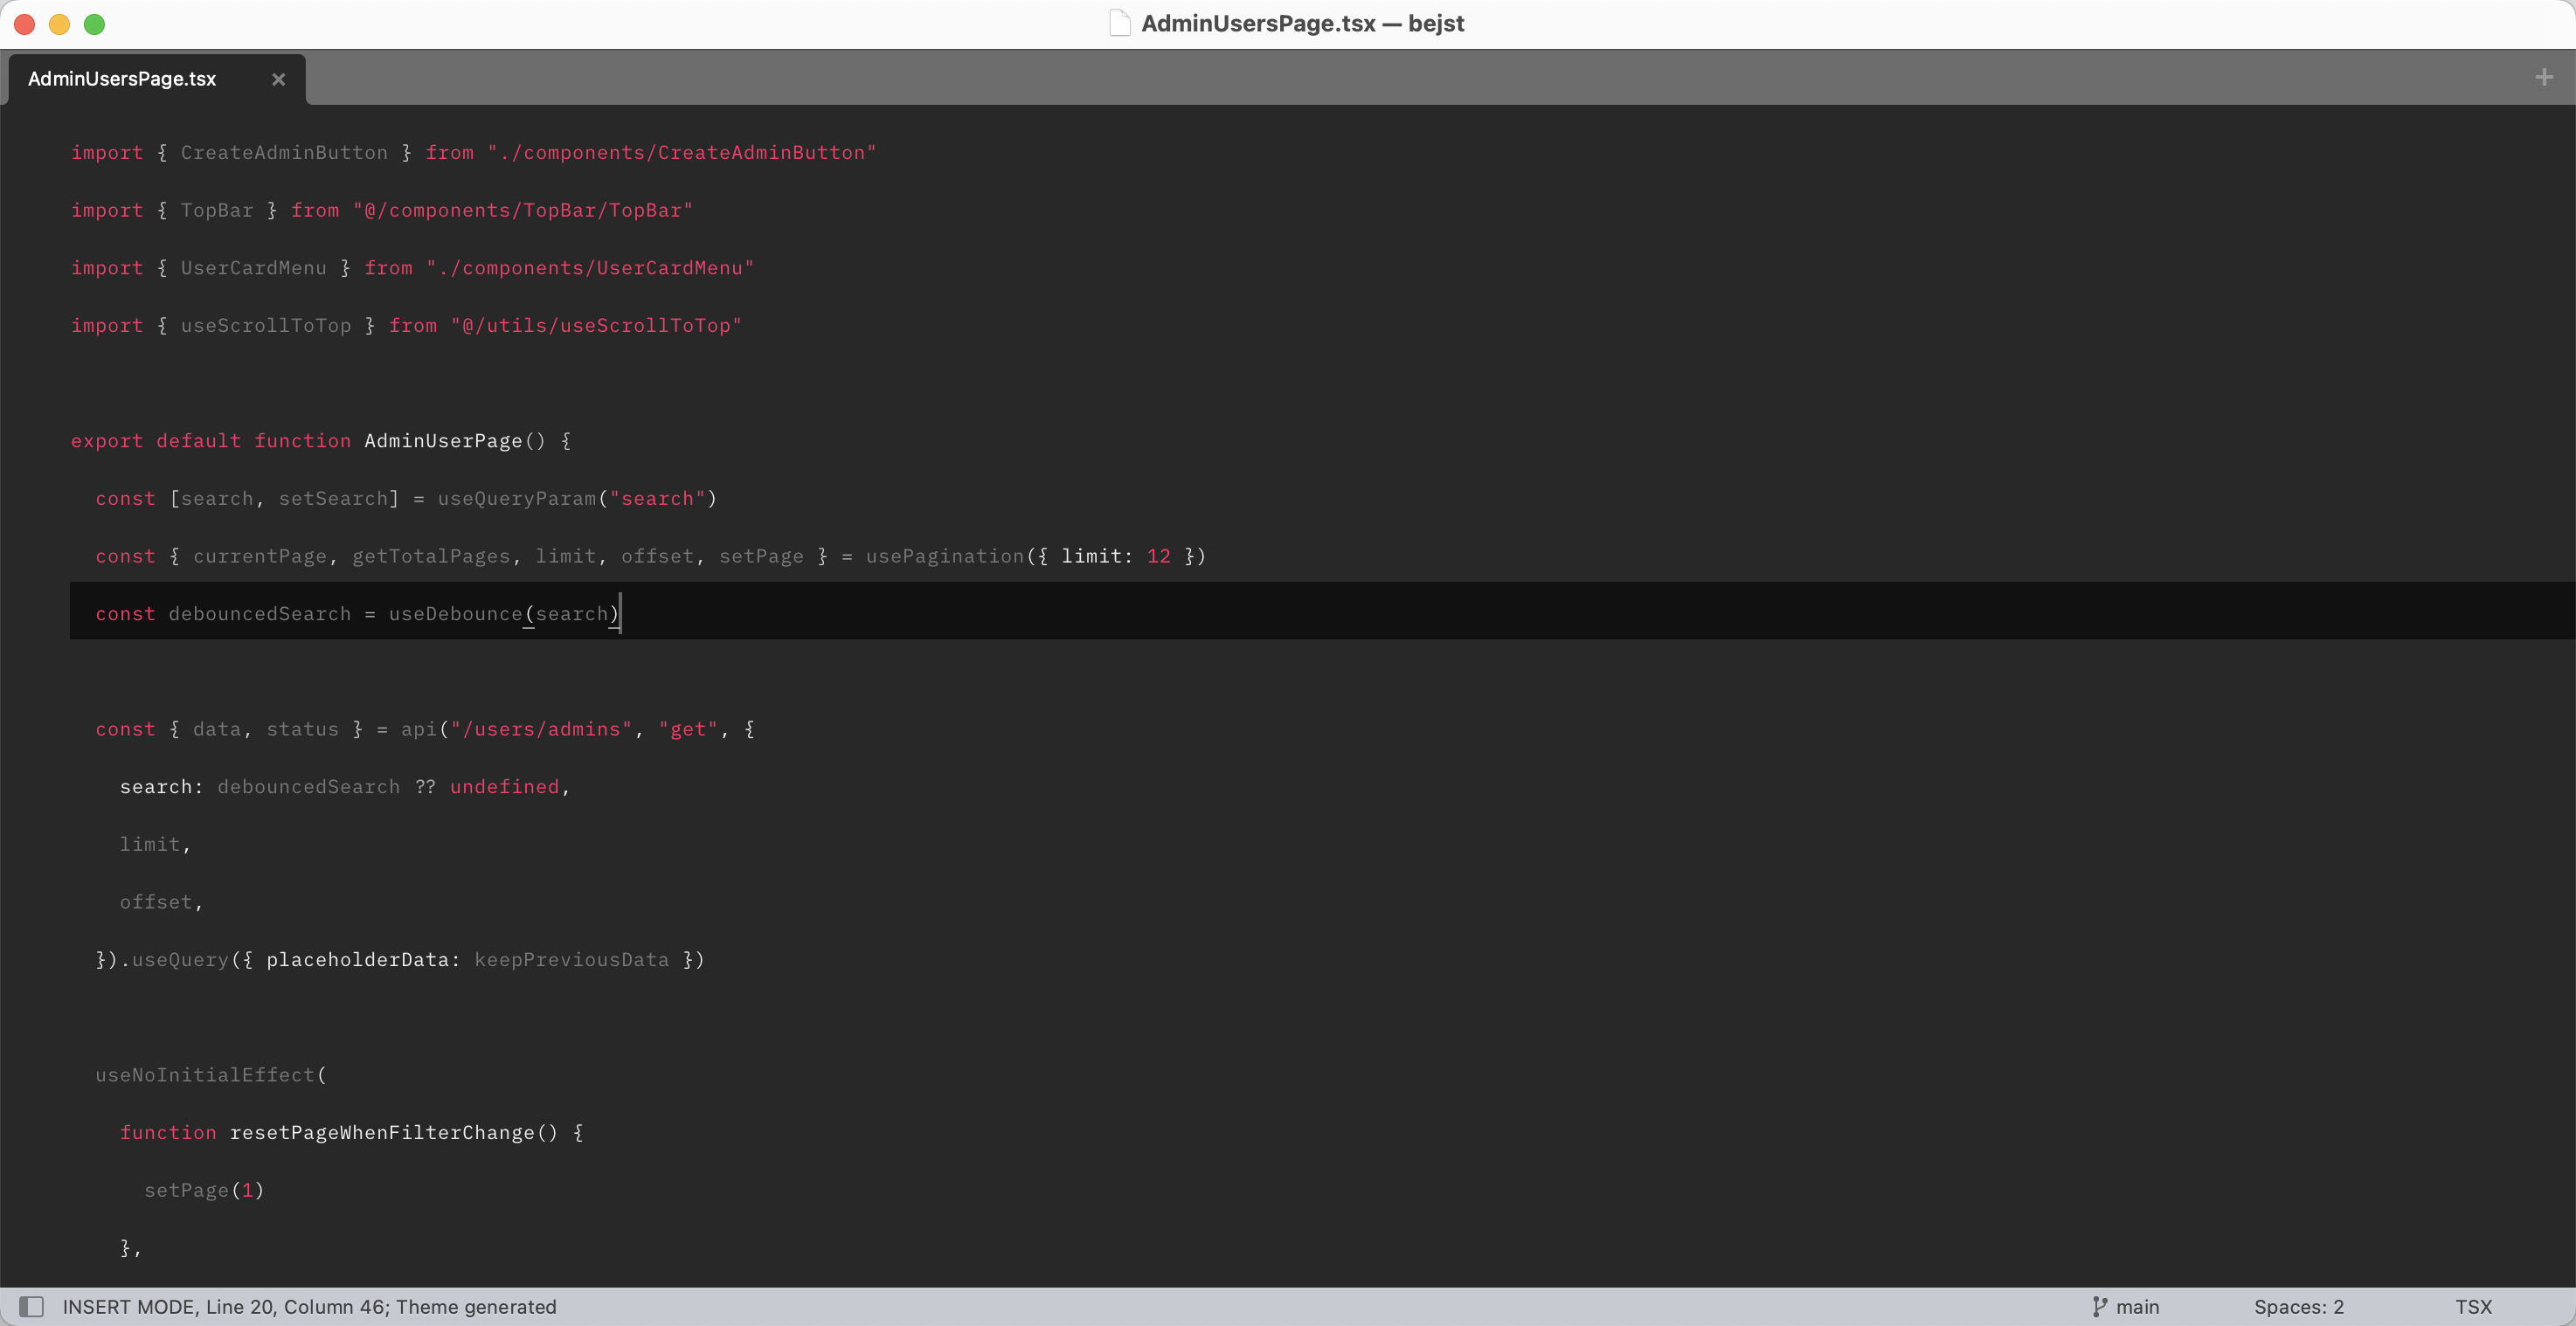 AdminUsersPage.tsx — bejst
AdminUsersPage.tsx
import { CreateAdminButton } from "./components/CreateAdminButton"
import { TopBar } from "@/components/TopBar/TopBar"
import { UserCardMenu } from "./components/UserCardMenu"
import { useScrollToTop } from "@/utils/useScrollToTop"
export default function AdminUserPage() {
  const [search, setSearch] = useQueryParam("search")
  const { currentPage, getTotalPages, limit, offset, setPage } = usePagination({ limit: 12 })
  const debouncedSearch = useDebounce(search)
  const { data, status } = api("/users/admins", "get", {
    search: debouncedSearch ?? undefined,
    limit,
    offset,
  }).useQuery({ placeholderData: keepPreviousData })
  useNoInitialEffect(
    function resetPageWhenFilterChange() {
      setPage(1)
    },
INSERT MODE, Line 20, Column 46; Theme generated
main
Spaces: 2
TSX